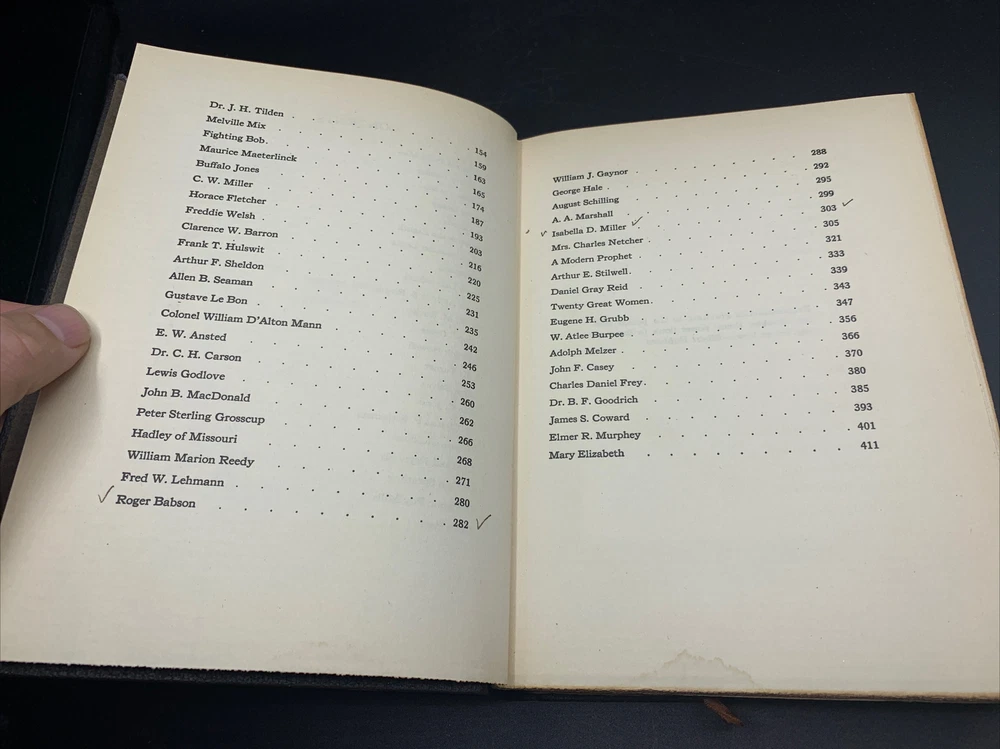 Dr. J. H. Tilden . . . . . . . . 154
Melville Mix . . . . . . . . 159
Fighting Bob . . . . . . . . 163
Maurice Maeterlinck . . . . . . . . 165
Buffalo Jones . . . . . . . . 174
C. W. Miller . . . . . . . . 187
Horace Fletcher . . . . . . . . 193
Freddie Welsh . . . . . . . . 203
Clarence W. Barron . . . . . . . . 216
Frank T. Hulswit . . . . . . . . 220
Arthur F. Sheldon . . . . . . . . 225
Allen B. Seaman . . . . . . . . 231
Gustave Le Bon . . . . . . . . 235
Colonel William D'Alton Mann . . . . . 242
E. W. Ansted . . . . . . . . 246
Dr. C. H. Carson . . . . . . . . 253
Lewis Godlove . . . . . . . . 260
John B. MacDonald . . . . . . . . 262
Peter Sterling Grosscup . . . . . . . 266
Hadley of Missouri . . . . . . . . 268
William Marion Reedy . . . . . . . 271
Fred W. Lehmann . . . . . . . . 280
✓ Roger Babson . . . . . . . . 282 ✓
William J. Gaynor . . . . . . . . 288
George Hale . . . . . . . . 292
August Schilling . . . . . . . . 295
A. A. Marshall . . . . . . . . 299
✓ Isabella D. Miller ✓ . . . . . . . 303 ✓
Mrs. Charles Netcher . . . . . . . 305
A Modern Prophet . . . . . . . . 321
Arthur E. Stilwell . . . . . . . . 333
Daniel Gray Reid . . . . . . . . 339
Twenty Great Women . . . . . . . 343
Eugene H. Grubb . . . . . . . . 347
W. Atlee Burpee . . . . . . . . 356
Adolph Melzer . . . . . . . . 366
John F. Casey . . . . . . . . 370
Charles Daniel Frey . . . . . . . . 380
Dr. B. F. Goodrich . . . . . . . . 385
James S. Coward . . . . . . . . 393
Elmer R. Murphey . . . . . . . . 401
Mary Elizabeth . . . . . . . . 411